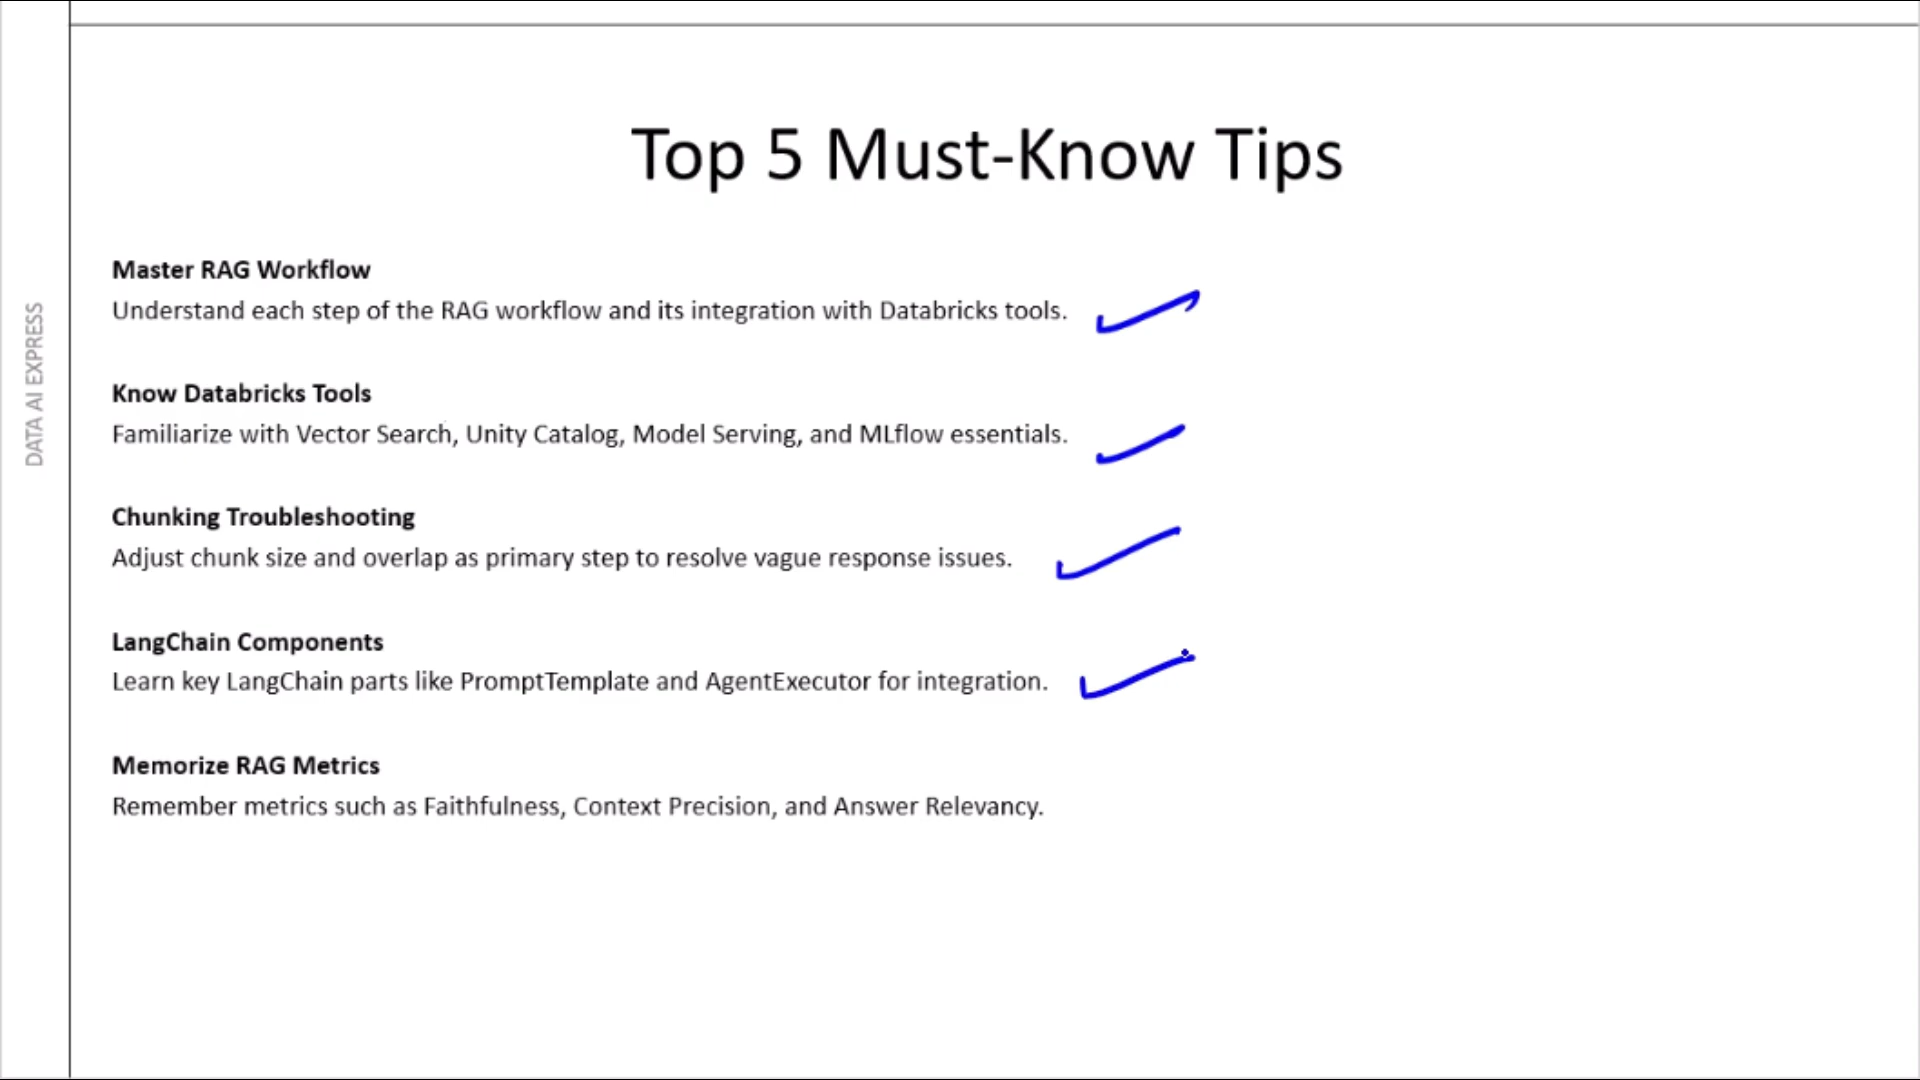 DATA AI EXPRESS
Top 5 Must-Know Tips
Master RAG Workflow
Understand each step of the RAG workflow and its integration with Databricks tools.
Know Databricks Tools
Familiarize with Vector Search, Unity Catalog, Model Serving, and MLflow essentials.
Chunking Troubleshooting
Adjust chunk size and overlap as primary step to resolve vague response issues.
LangChain Components
Learn key LangChain parts like PromptTemplate and AgentExecutor for integration.
Memorize RAG Metrics
Remember metrics such as Faithfulness, Context Precision, and Answer Relevancy.